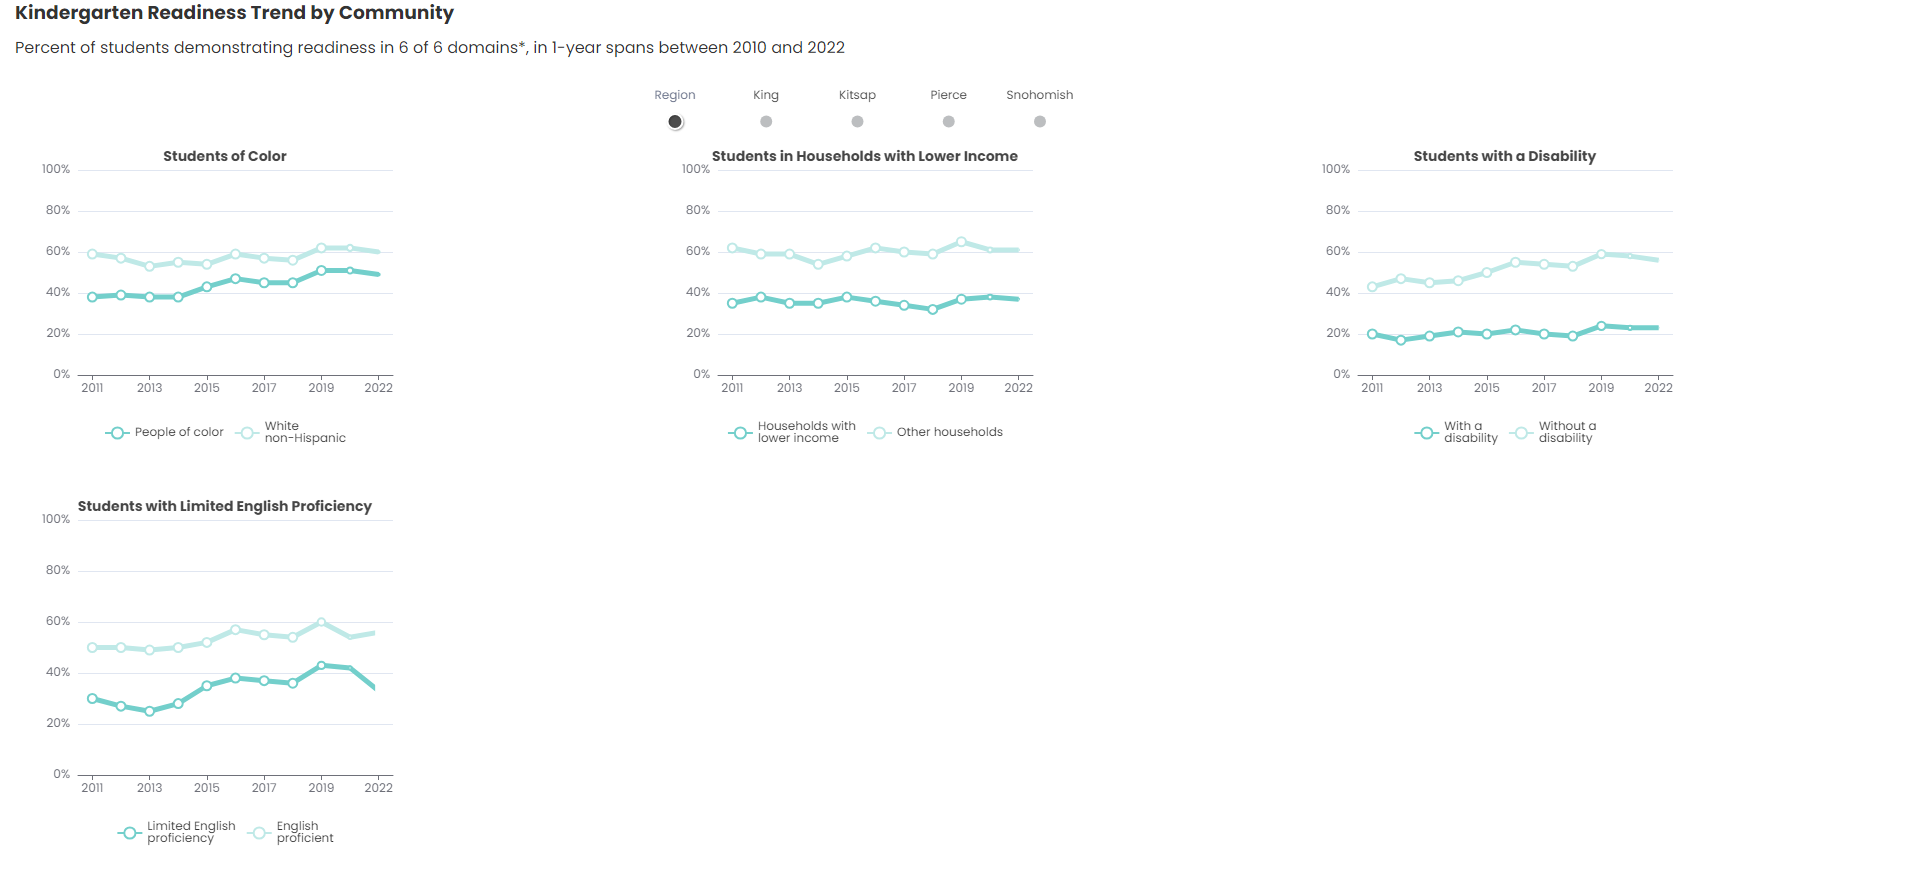 Kindergarten Readiness Trend by Community
Percent of students demonstrating readiness in 6 of 6 domains*, in 1-year spans between 2010 and 2022
Region King Kitsap Pierce Snohomish
Students of Color
100%
80%
60%
40%
20%
0%
2011 2013 2015 2017 2019 2022
People of color
White
non-Hispanic
Students in Households with Lower Income
100%
80%
60%
40%
20%
0%
2011 2013 2015 2017 2019 2022
Households with
lower income
Other households
Students with a Disability
100%
80%
60%
40%
20%
0%
2011 2013 2015 2017 2019 2022
With a
disability
Without a
disability
Students with Limited English Proficiency
100%
80%
60%
40%
20%
0%
2011 2013 2015 2017 2019 2022
Limited English
proficiency
English
proficient